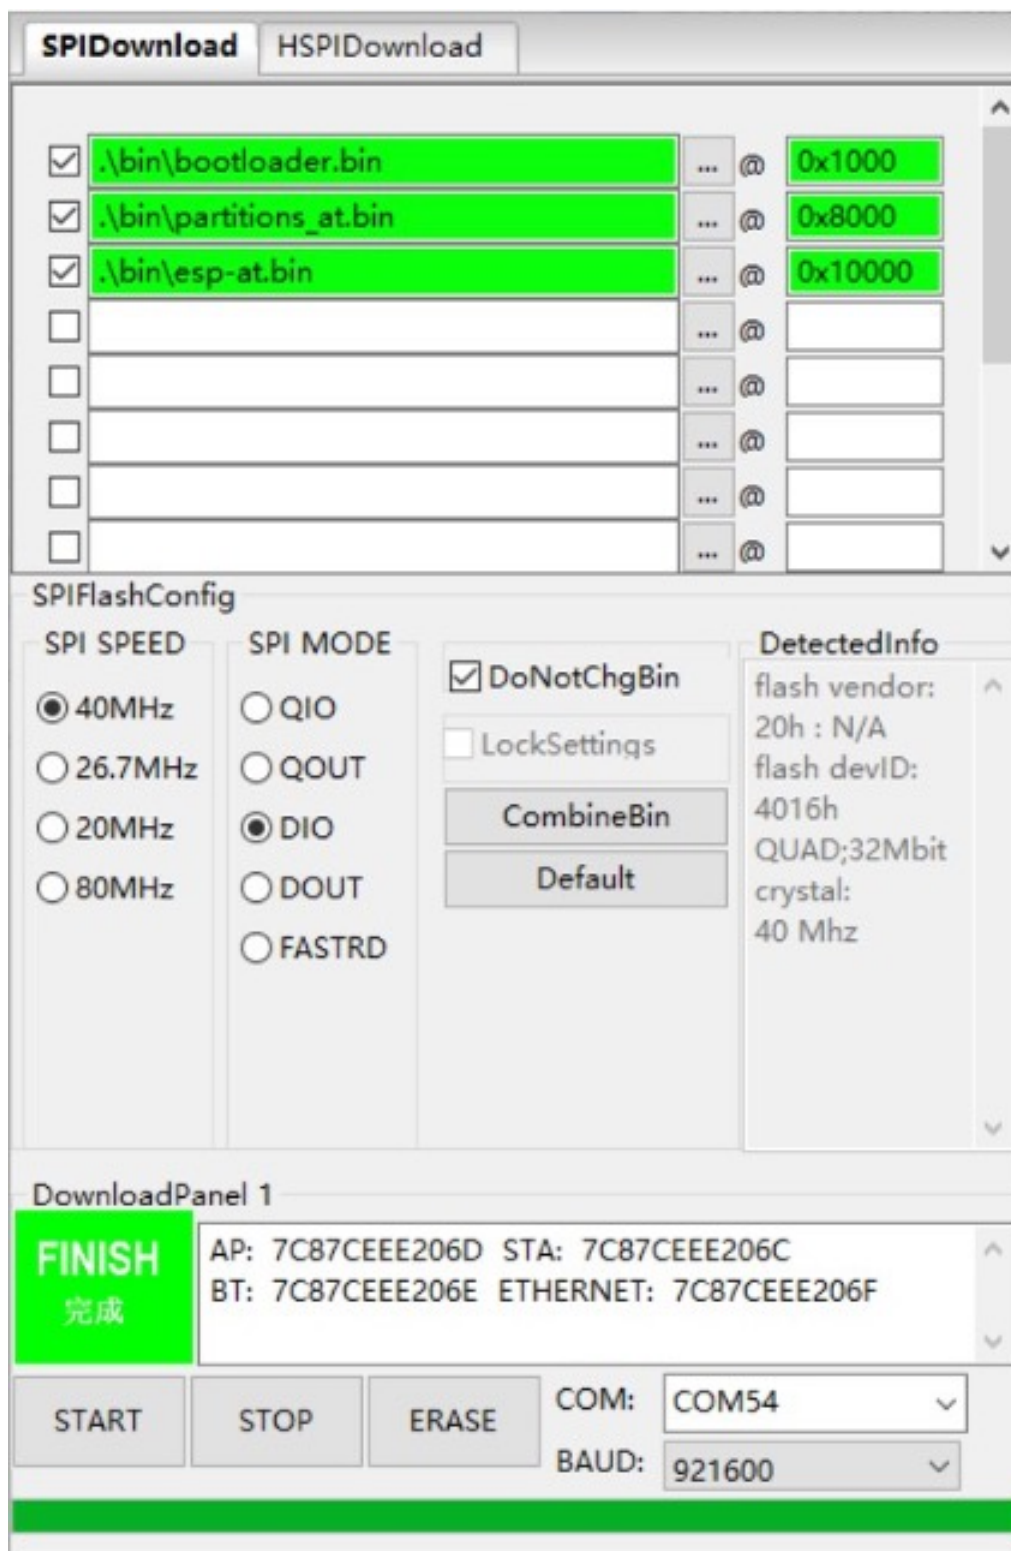 SPIDownload HSPIDownload
.\bin\bootloader.bin ... @ 0x1000
.\bin\partitions_at.bin ... @ 0x8000
.\bin\esp-at.bin ... @ 0x10000
... @
... @
... @
... @
... @
SPIFlashConfig
SPI SPEED
40MHz
26.7MHz
20MHz
80MHz
SPI MODE
QIO
QOUT
DIO
DOUT
FASTRD
DoNotChgBin
LockSettings
CombineBin
Default
DetectedInfo
flash vendor:
20h : N/A
flash devID:
4016h
QUAD;32Mbit
crystal:
40 Mhz
DownloadPanel 1
FINISH
完成
AP: 7C87CEEE206D STA: 7C87CEEE206C
BT: 7C87CEEE206E ETHERNET: 7C87CEEE206F
START STOP ERASE
COM: COM54
BAUD: 921600